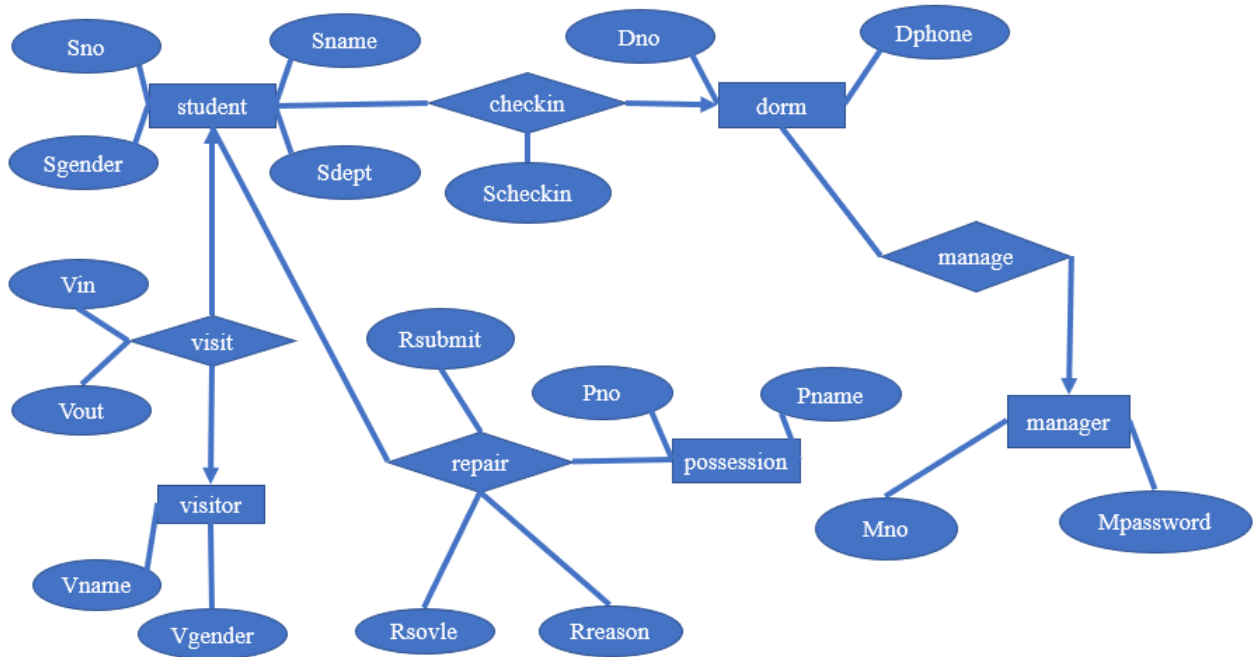 Sno
Sname
Dno
Dphone
student
checkin
dorm
Sgender
Sdept
Scheckin
manage
Vin
visit
Rsubmit
Vout
Pno
Pname
manager
repair
possession
visitor
Mno
Mpassword
Vname
Vgender
Rsovle
Rreason